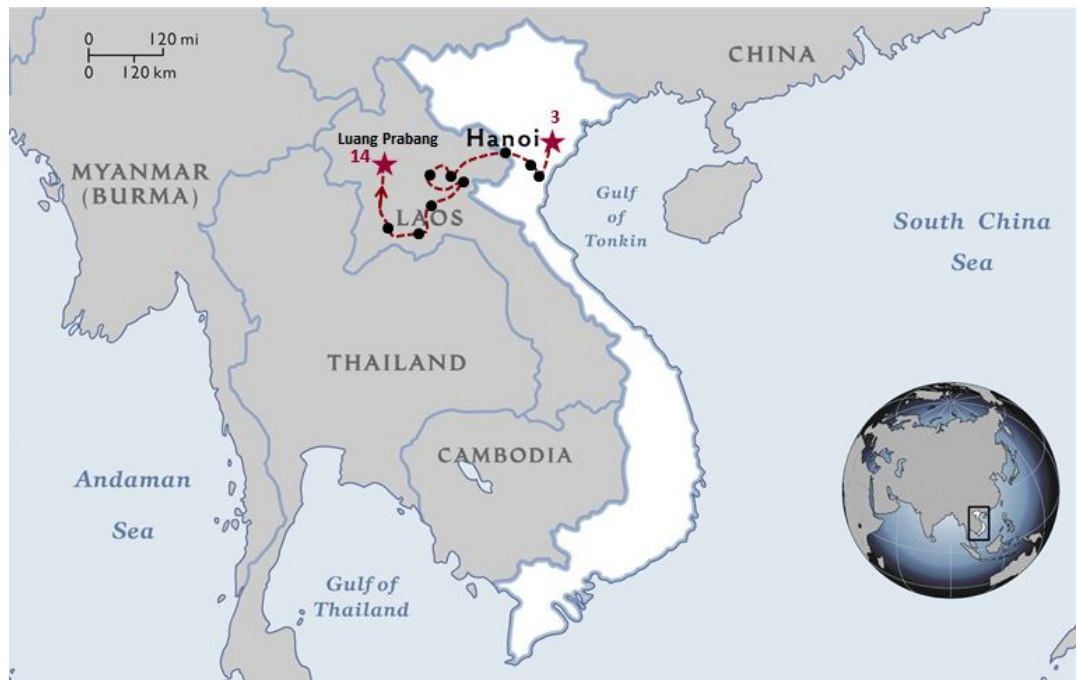 0 120 mi
0 120 km
CHINA
3
Hanoi
Luang Prabang
14
MYANMAR
(BURMA)
LAOS
Gulf
of
Tonkin
South China
Sea
THAILAND
CAMBODIA
Andaman
Sea
Gulf of
Thailand